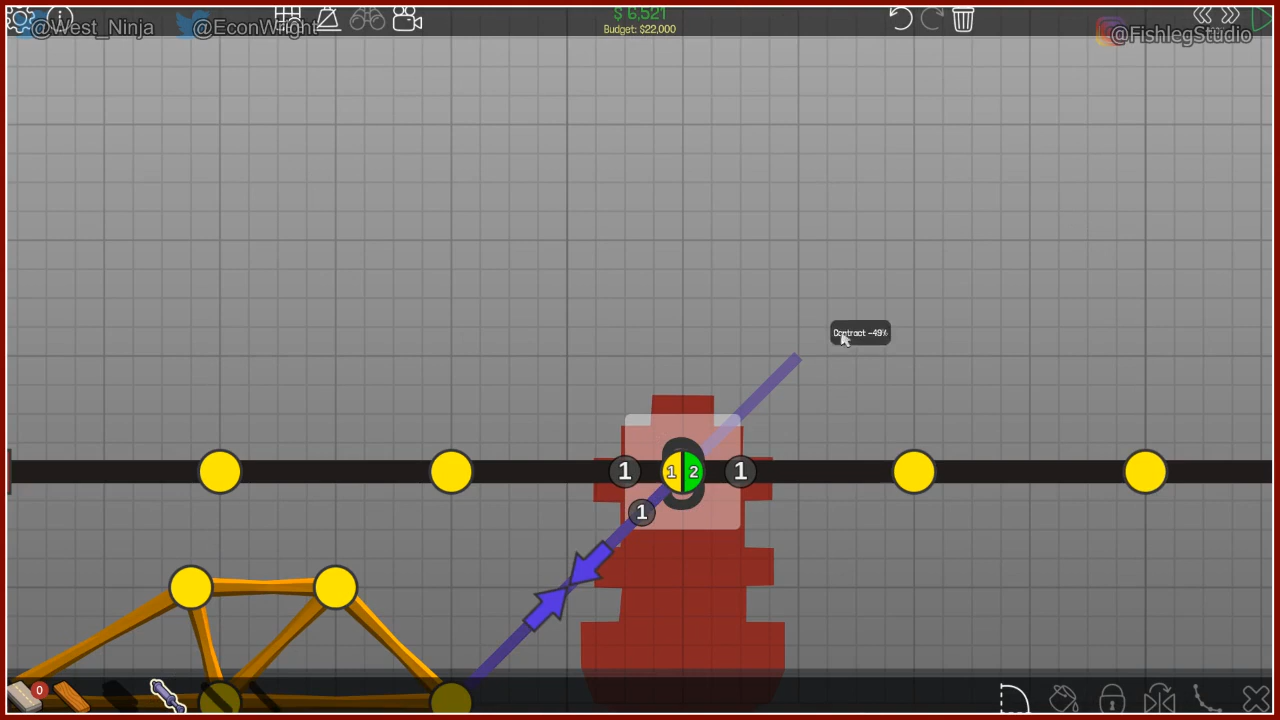 @West_Ninja
@EconWright
$ 6,521
Budget: $22,000
@FishlegStudio
Contract -49%
1
1 2
1
1
0